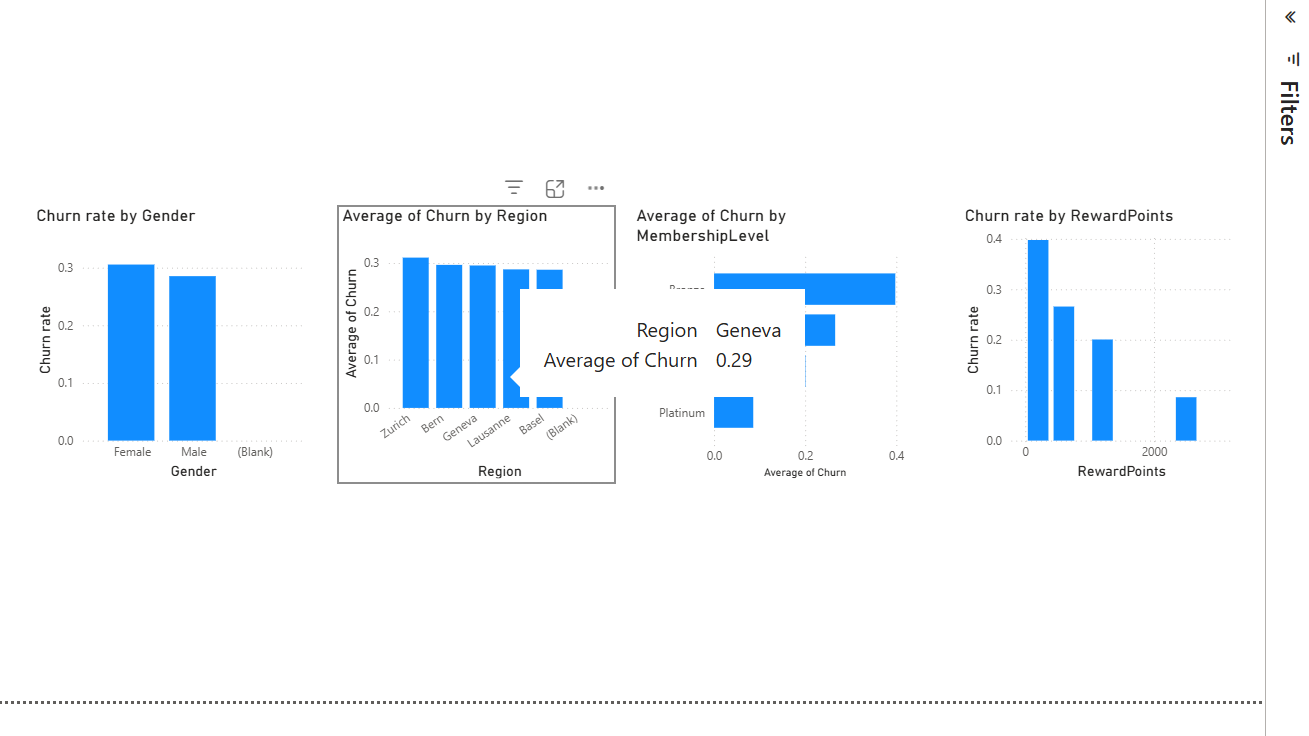 Filters
Churn rate by Gender
Churn rate
0.3
0.2
0.1
0.0
Female Male (Blank)
Gender
Average of Churn by Region
Average of Churn
0.3
0.2
0.1
0.0
Zurich Bern Geneva Lausanne Basel (Blank)
Region
Region Geneva
Average of Churn 0.29
Average of Churn by
MembershipLevel
Platinum
0.0 0.2 0.4
Average of Churn
Churn rate by RewardPoints
Churn rate
0.4
0.3
0.2
0.1
0.0
0 2000
RewardPoints